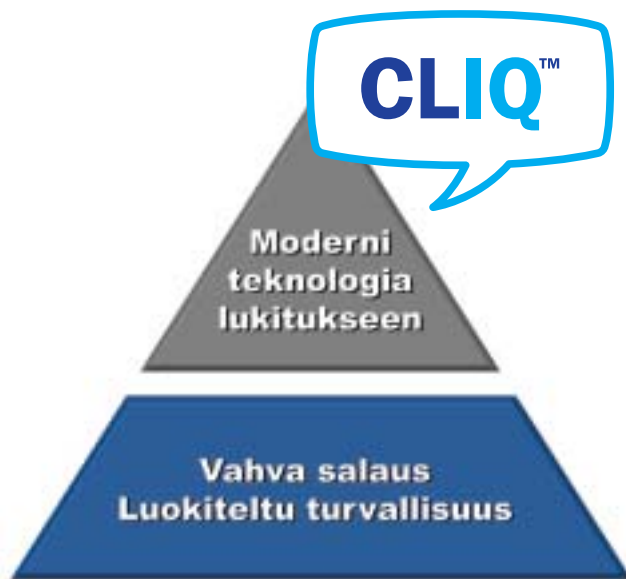 CLIQ™
Moderni
teknologia
lukitukseen
Vahva salaus
Luokiteltu turvallisuus